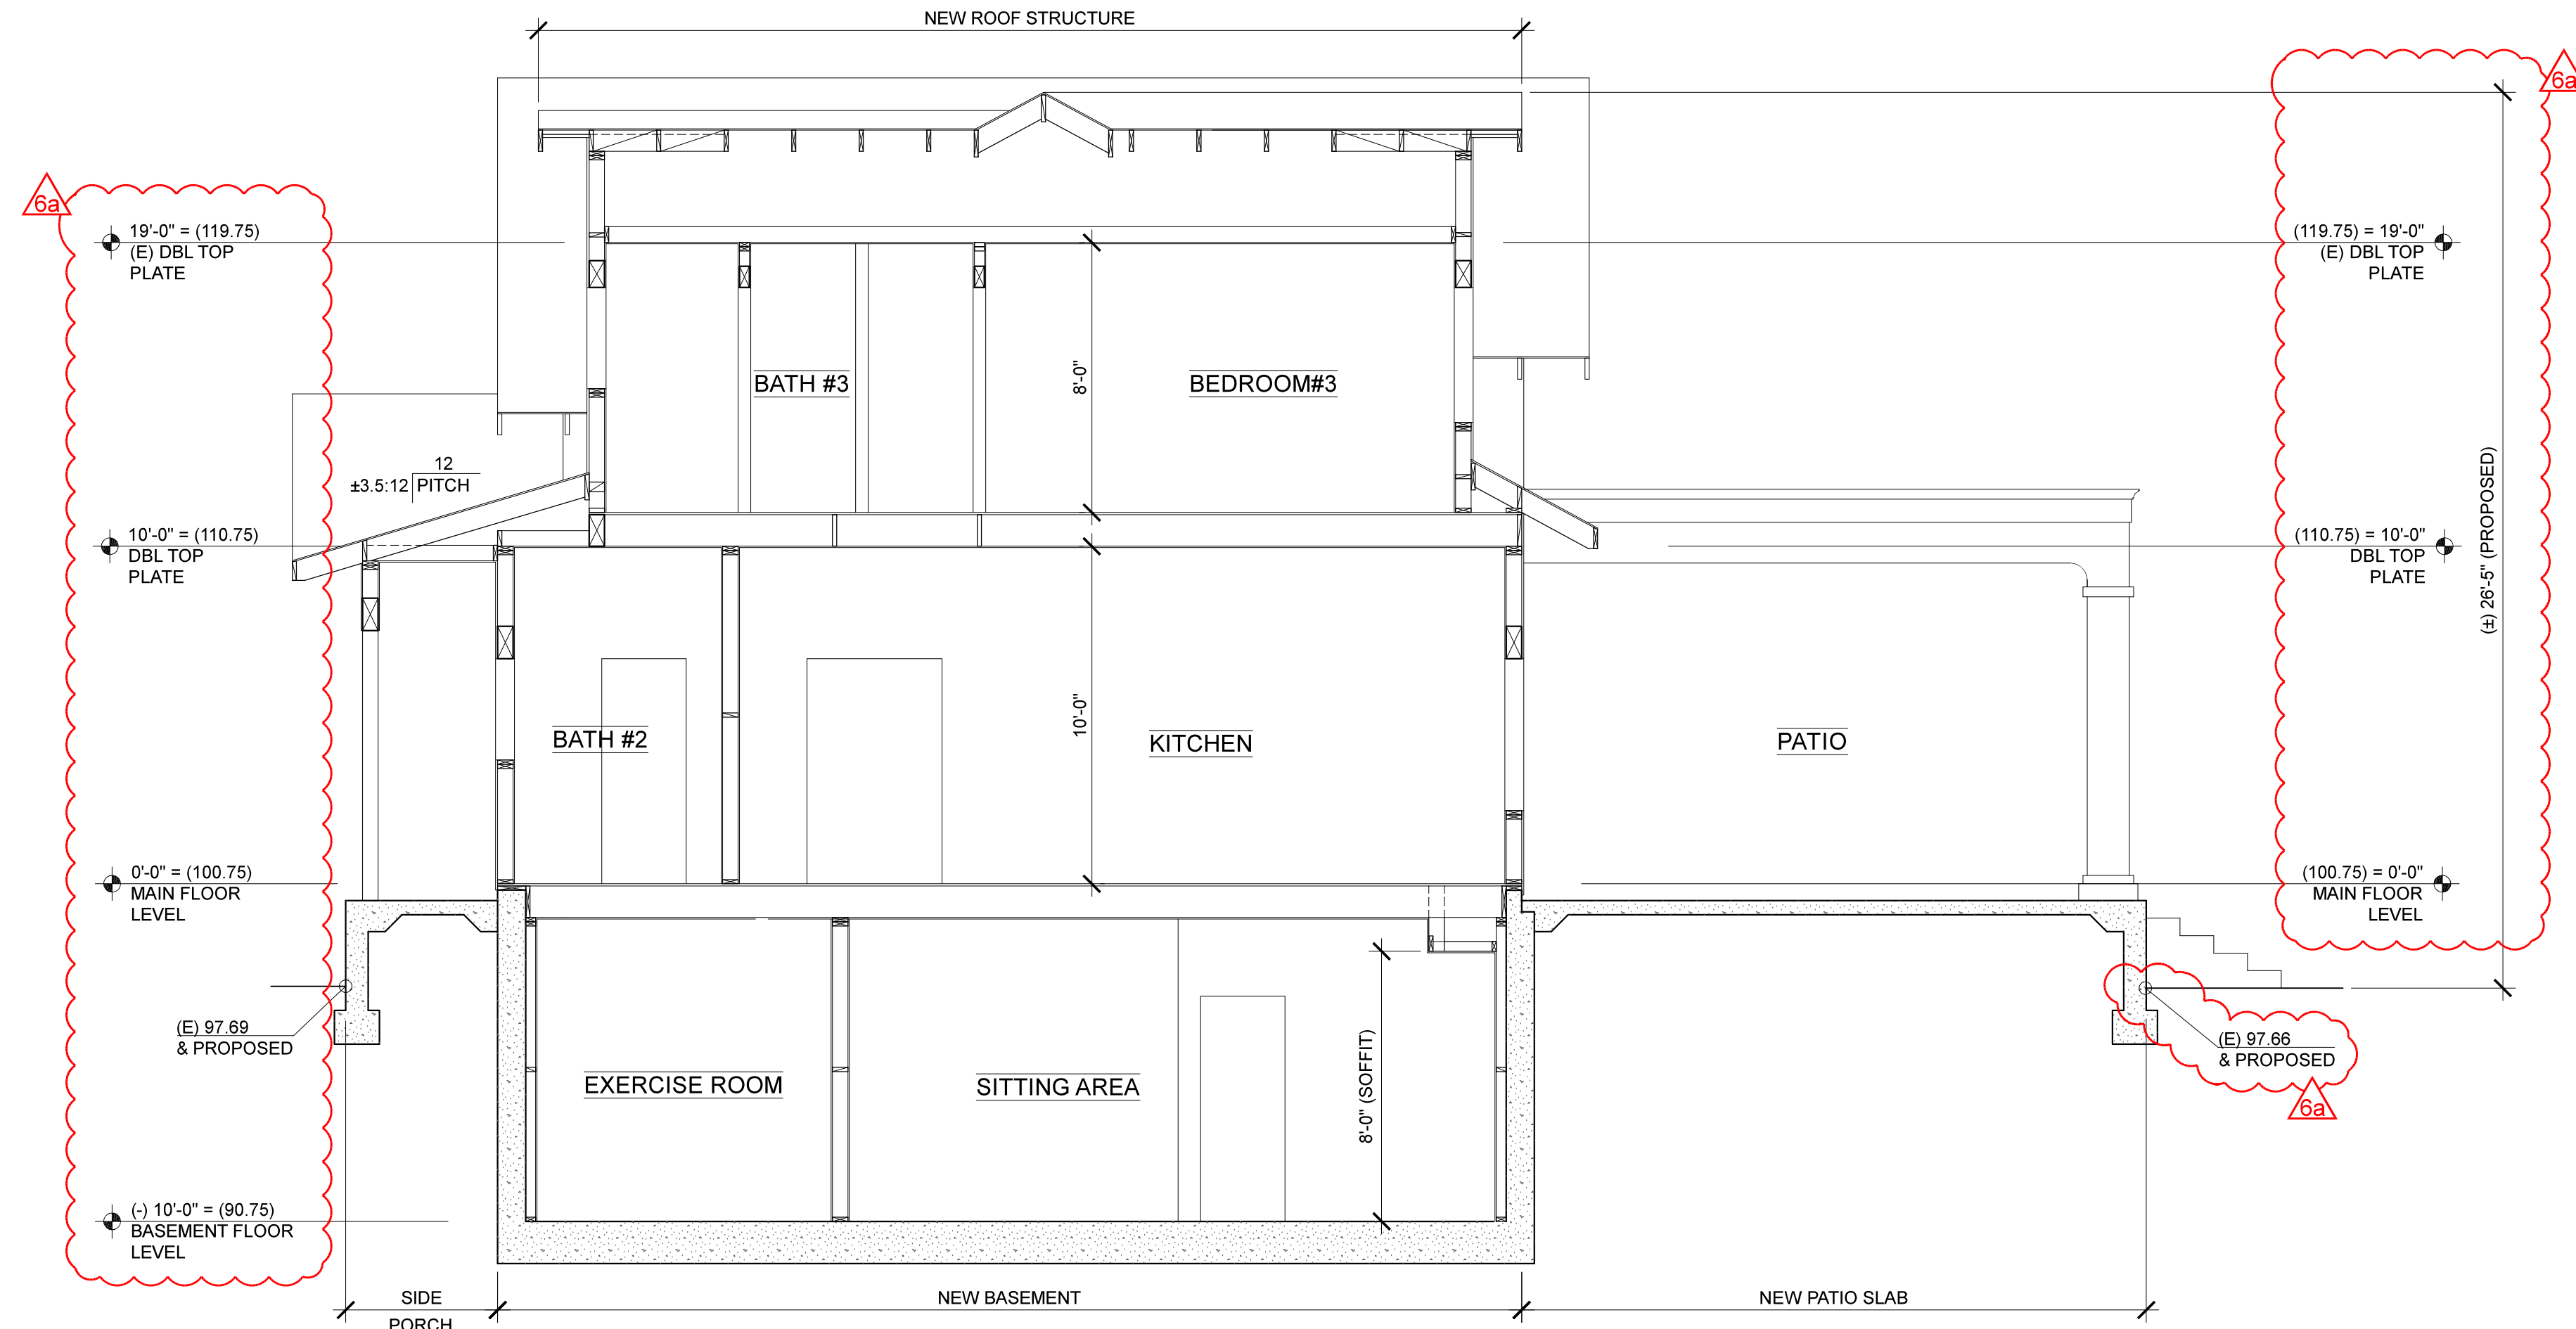 NEW ROOF STRUCTURE
6a
6a
19'-0" = (119.75)
(E) DBL TOP
PLATE
(119.75) = 19'-0"
(E) DBL TOP
PLATE
BATH #3
8'-0"
BEDROOM#3
12
±3.5:12 PITCH
10'-0" = (110.75)
DBL TOP
PLATE
(110.75) = 10'-0"
DBL TOP
PLATE
(±) 26'-5" (PROPOSED)
BATH #2
10'-0"
KITCHEN
PATIO
0'-0" = (100.75)
MAIN FLOOR
LEVEL
(100.75) = 0'-0"
MAIN FLOOR
LEVEL
(E) 97.69
& PROPOSED
(E) 97.66
& PROPOSED
6a
EXERCISE ROOM
SITTING AREA
8'-0" (SOFFIT)
(-) 10'-0" = (90.75)
BASEMENT FLOOR
LEVEL
SIDE
PORCH
NEW BASEMENT
NEW PATIO SLAB